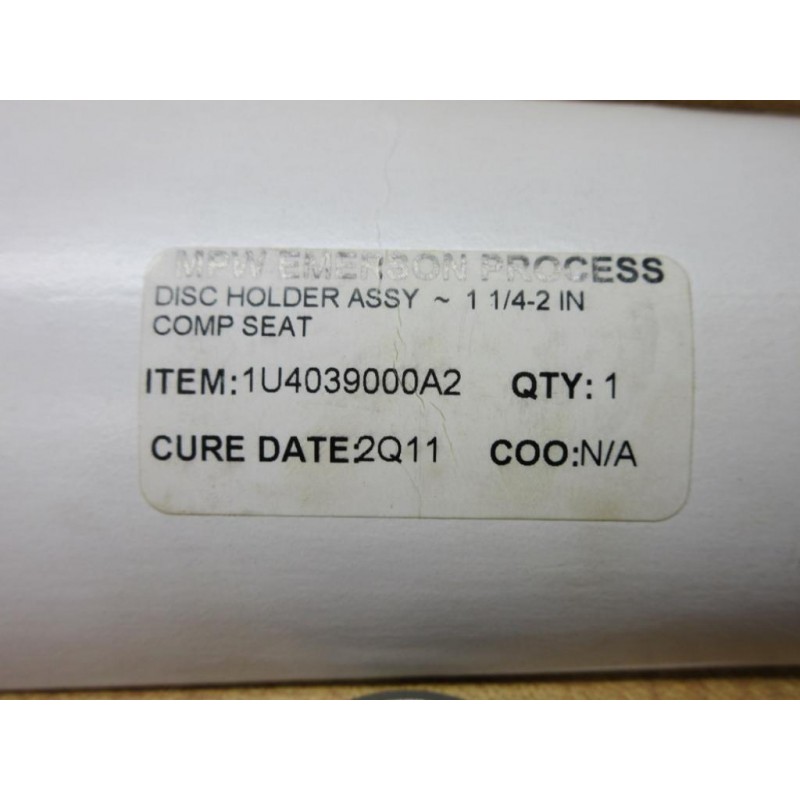 MPW EMERSON PROCESS
DISC HOLDER ASSY ~ 1 1/4-2 IN
COMP SEAT
ITEM:1U4039000A2 QTY: 1
CURE DATE:2Q11 COO:N/A